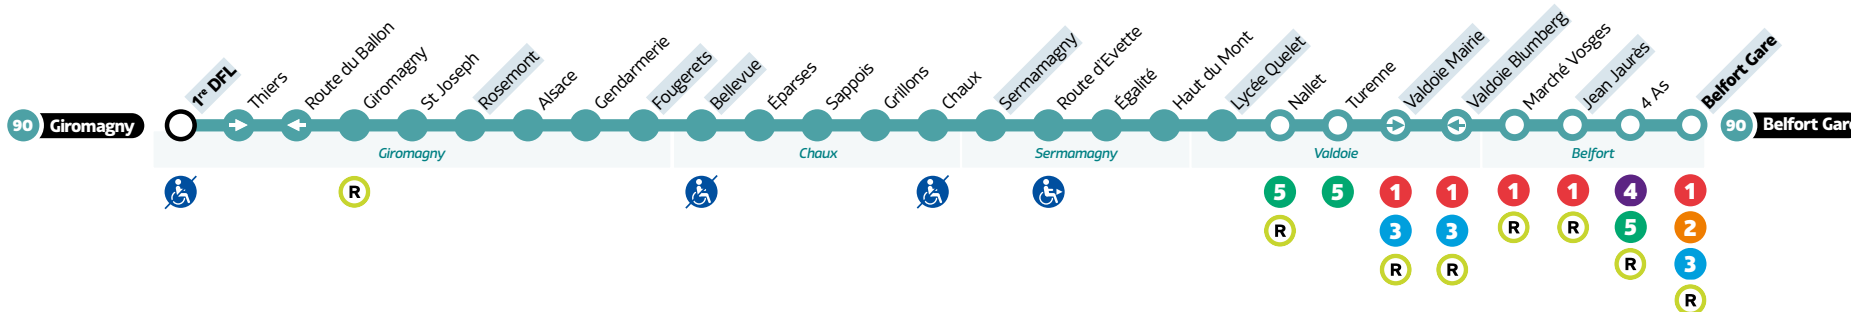 90 Giromagny
1re DFL
Thiers
Route du Ballon
Giromagny
St Joseph
Rosemont
Alsace
Gendarmerie
Fougerets
Bellevue
Éparses
Sappois
Grillons
Chaux
Sermamagny
Route d'Evette
Égalité
Haut du Mont
Lycée Quelet
Nallet
Turenne
Valdoie Mairie
Valdoie Blumberg
Marché Vosges
Jean Jaurès
4 As
Belfort Gare
90 Belfort Gare
Giromagny Chaux Sermamagny Valdoie Belfort
R 5 5 1 1 1 1 4 1
R 3 3 R R 5 2
R R R 3
R